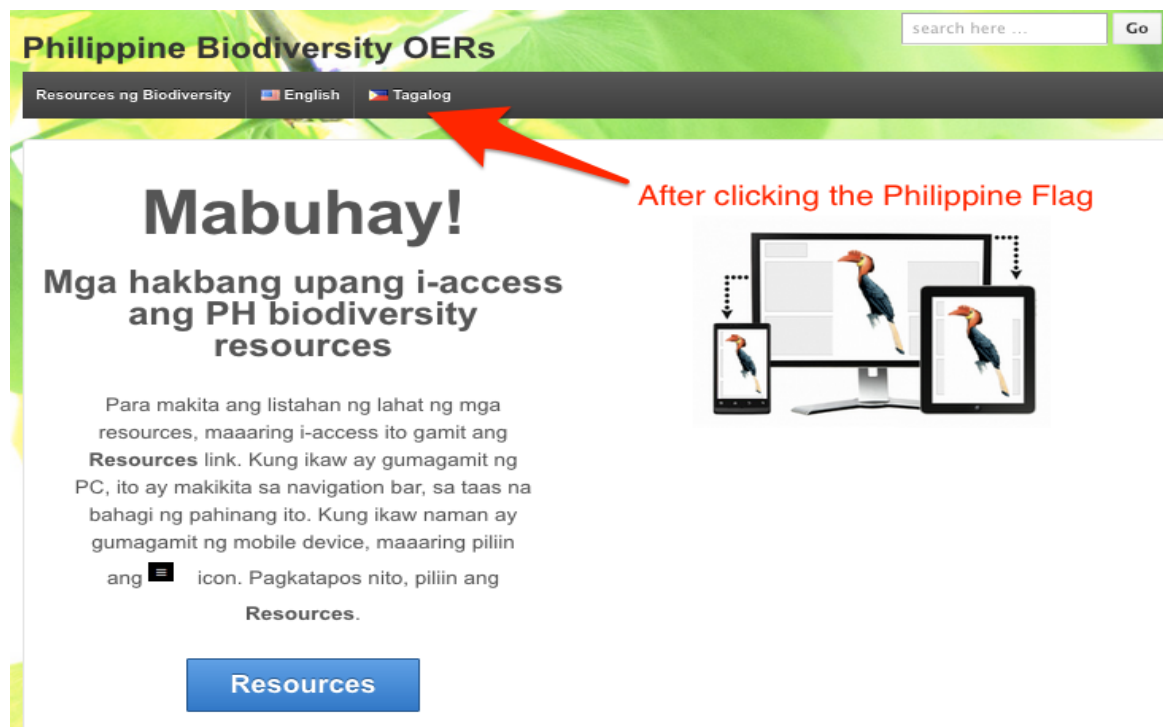 search here ...
Go
Philippine Biodiversity OERs
Resources ng Biodiversity
English
Tagalog
After clicking the Philippine Flag
Mabuhay!
Mga hakbang upang i-access
ang PH biodiversity
resources
Para makita ang listahan ng lahat ng mga
resources, maaaring i-access ito gamit ang
Resources link. Kung ikaw ay gumagamit ng
PC, ito ay makikita sa navigation bar, sa taas na
bahagi ng pahinang ito. Kung ikaw naman ay
gumagamit ng mobile device, maaaring piliin
ang icon. Pagkatapos nito, piliin ang
Resources.
Resources